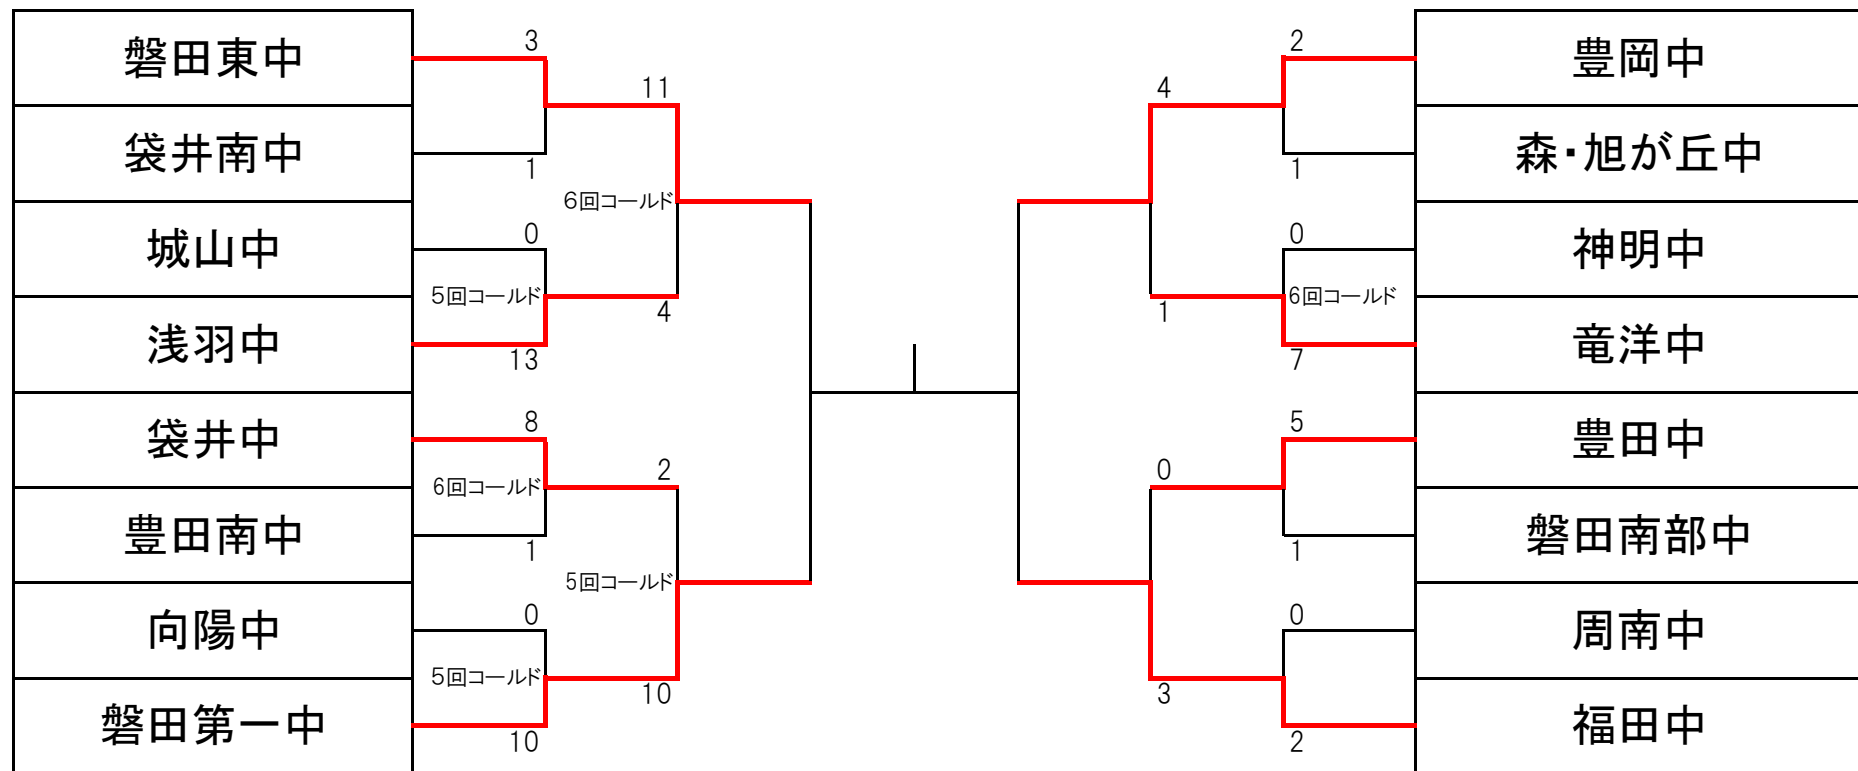 磐田東中
袋井南中
城山中
浅羽中
袋井中
豊田南中
向陽中
磐田第一中
3
1
0
5回コールド
13
8
6回コールド
1
0
5回コールド
10
11
6回コールド
4
2
5回コールド
10
4
1
0
3
2
1
0
6回コールド
7
5
1
0
2
豊岡中
森・旭が丘中
神明中
竜洋中
豊田中
磐田南部中
周南中
福田中